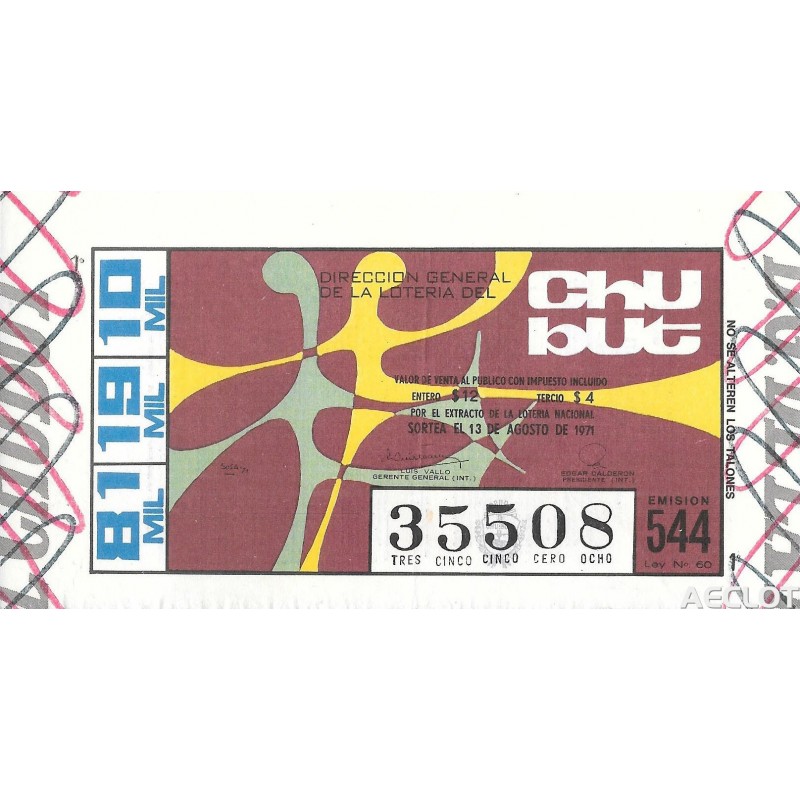 DIRECCION GENERAL
DE LA LOTERIA DEL
Chu
but
10 MIL
19 MIL
81 MIL
1º
VALOR DE VENTA AL PUBLICO CON IMPUESTO INCLUIDO
ENTERO $ 12 TERCIO $ 4
POR EL EXTRACTO DE LA LOTERIA NACIONAL
SORTEA EL 13 DE AGOSTO DE 1971
LUIS VALLO
GERENTE GENERAL (INT.)
EDGAR CALDERON
PRESIDENTE (INT.)
35508
TRES CINCO CINCO CERO OCHO
EMISION
544
Ley Nº 60
NO SE ALTEREN LOS TALONES
AECLOT